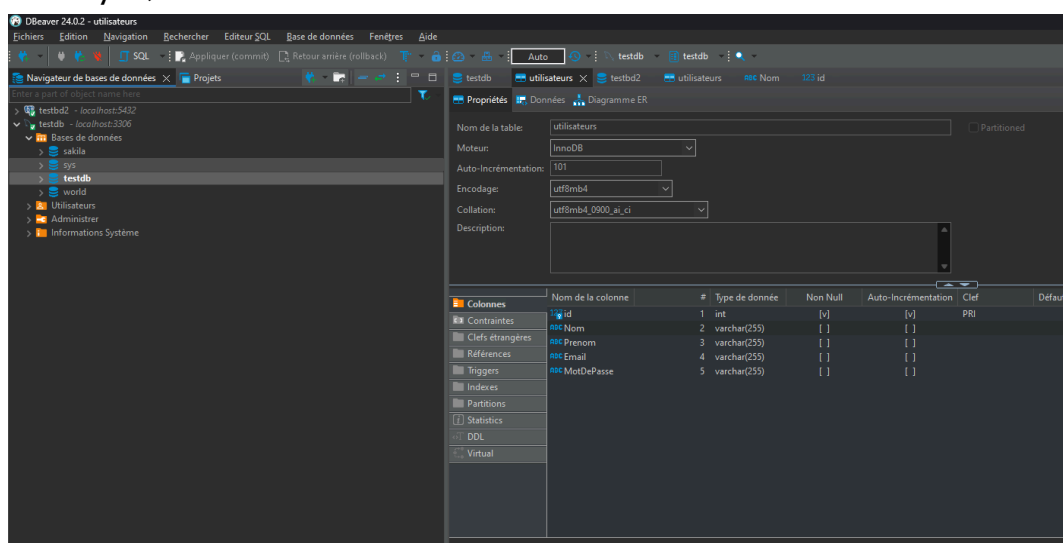 DBeaver 24.0.2 - utilisateurs
Fichiers Edition Navigation Rechercher Editeur SQL Base de données Fenêtres Aide
SQL Appliquer (commit) Retour arrière (rollback) Auto testdb testdb
Navigateur de bases de données Projets
Enter a part of object name here
testbd2 - localhost:5432
testdb - localhost:3306
Bases de données
sakila
sys
testdb
world
Utilisateurs
Administrer
Informations Système
testdb utilisateurs testbd2 utilisateurs ABC Nom 123 id
Propriétés Données Diagramme ER
Nom de la table: utilisateurs Partitioned
Moteur: InnoDB
Auto-Incrémentation: 101
Encodage: utf8mb4
Collation: utf8mb4_0900_ai_ci
Description:
Colonnes
Contraintes
Clefs étrangères
Références
Triggers
Indexes
Partitions
Statistics
DDL
Virtual
Nom de la colonne # Type de donnée Non Null Auto-Incrémentation Clef Défau
123 id 1 int [v] [v] PRI
ABC Nom 2 varchar(255) [ ] [ ]
ABC Prenom 3 varchar(255) [ ] [ ]
ABC Email 4 varchar(255) [ ] [ ]
ABC MotDePasse 5 varchar(255) [ ] [ ]